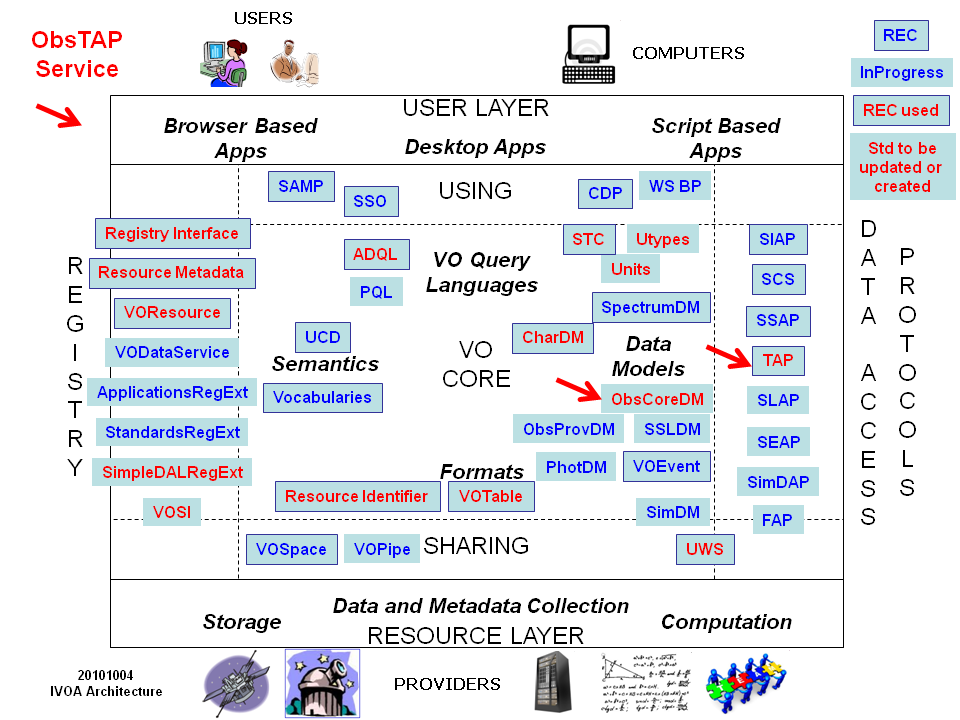 USERS
ObsTAP
Service
COMPUTERS
REC
InProgress
REC used
Std to be
updated or
created
USER LAYER
Browser Based
Apps
Desktop Apps
Script Based
Apps
SAMP
SSO
USING
CDP
WS BP
REGISTRY
Registry Interface
Resource Metadata
VOResource
VODataService
ApplicationsRegExt
StandardsRegExt
SimpleDALRegExt
VOSI
ADQL
PQL
VO Query
Languages
UCD
Semantics
Vocabularies
VO
CORE
STC
Utypes
Units
SpectrumDM
CharDM
Data
Models
ObsCoreDM
ObsProvDM
SSLDM
PhotDM
VOEvent
SimDM
Formats
Resource Identifier
VOTable
SIAP
SCS
SSAP
TAP
SLAP
SEAP
SimDAP
FAP
DATA ACCESS
PROTOCOLS
VOSpace
VOPipe
SHARING
UWS
Storage
Data and Metadata Collection
Computation
RESOURCE LAYER
20101004
IVOA Architecture
PROVIDERS